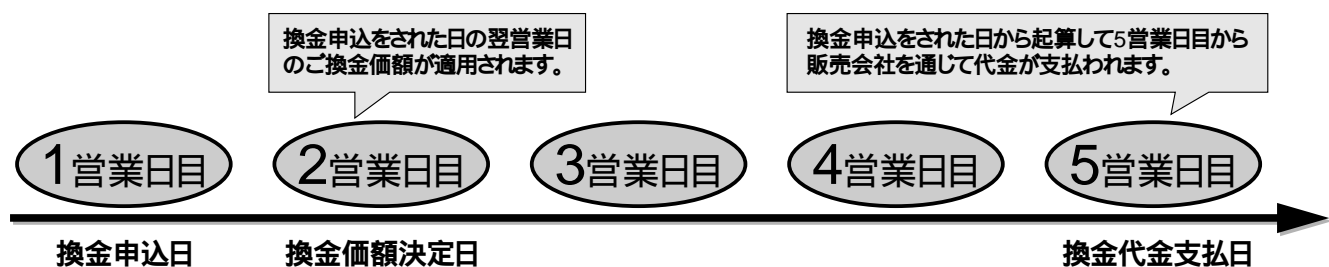 換金申込をされた日の翌営業日
のご換金価額が適用されます。
換金申込をされた日から起算して5営業日目から
販売会社を通じて代金が支払われます。
1営業日目
2営業日目
3営業日目
4営業日目
5営業日目
換金申込日
換金価額決定日
換金代金支払日